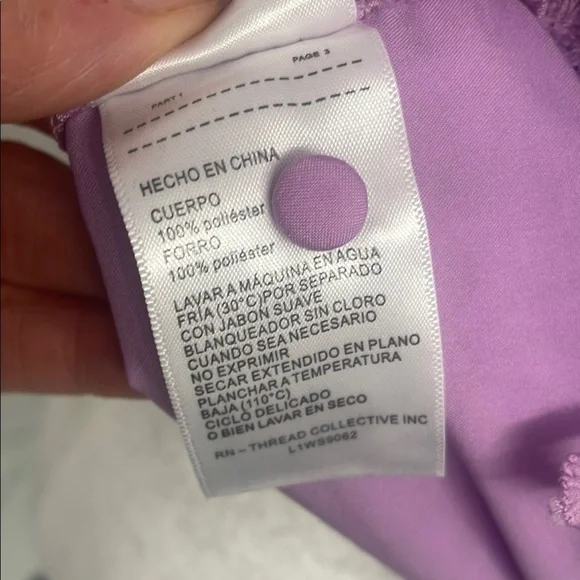 PART 1 PAGE 3
HECHO EN CHINA
CUERPO
100% poliéster
FORRO
100% poliéster
LAVAR A MÁQUINA EN AGUA
FRÍA (30°C)POR SEPARADO
CON JABON SUAVE
BLANQUEADOR SIN CLORO
CUANDO SEA NECESARIO
NO EXPRIMIR
SECAR EXTENDIDO EN PLANO
PLANCHAR A TEMPERATURA
BAJA (110°C)
CICLO DELICADO
O BIEN LAVAR EN SECO
RN - THREAD COLLECTIVE INC
L1WS9062